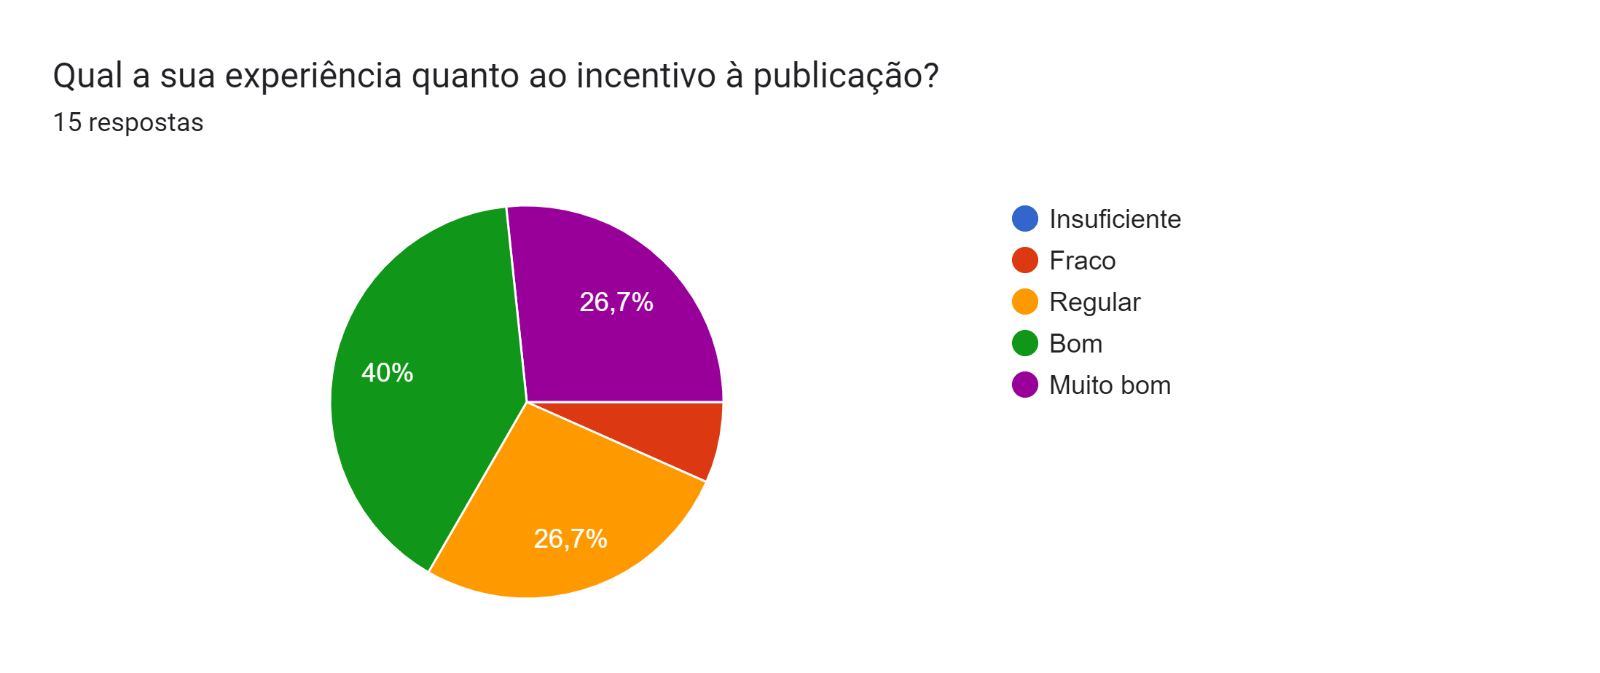 Qual a sua experiência quanto ao incentivo à publicação?
15 respostas
26,7%
40%
26,7%
Insuficiente
Fraco
Regular
Bom
Muito bom